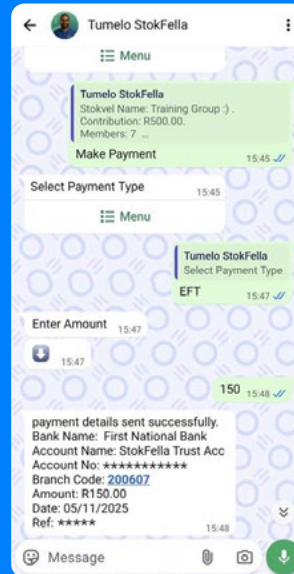 Tumelo StokFella
Menu
Tumelo StokFella
Stokvel Name: Training Group :) .
Contribution: R500.00.
Members: 7 ...
Make Payment
15:45
Select Payment Type
15:45
Menu
Tumelo StokFella
Select Payment Type
EFT
15:47
Enter Amount 15:47
15:47
150 15:48
payment details sent successfully.
Bank Name: First National Bank
Account Name: StokFella Trust Acc
Account No: ***********
Branch Code: 200607
Amount: R150.00
Date: 05/11/2025
Ref: *****
15:48
Message